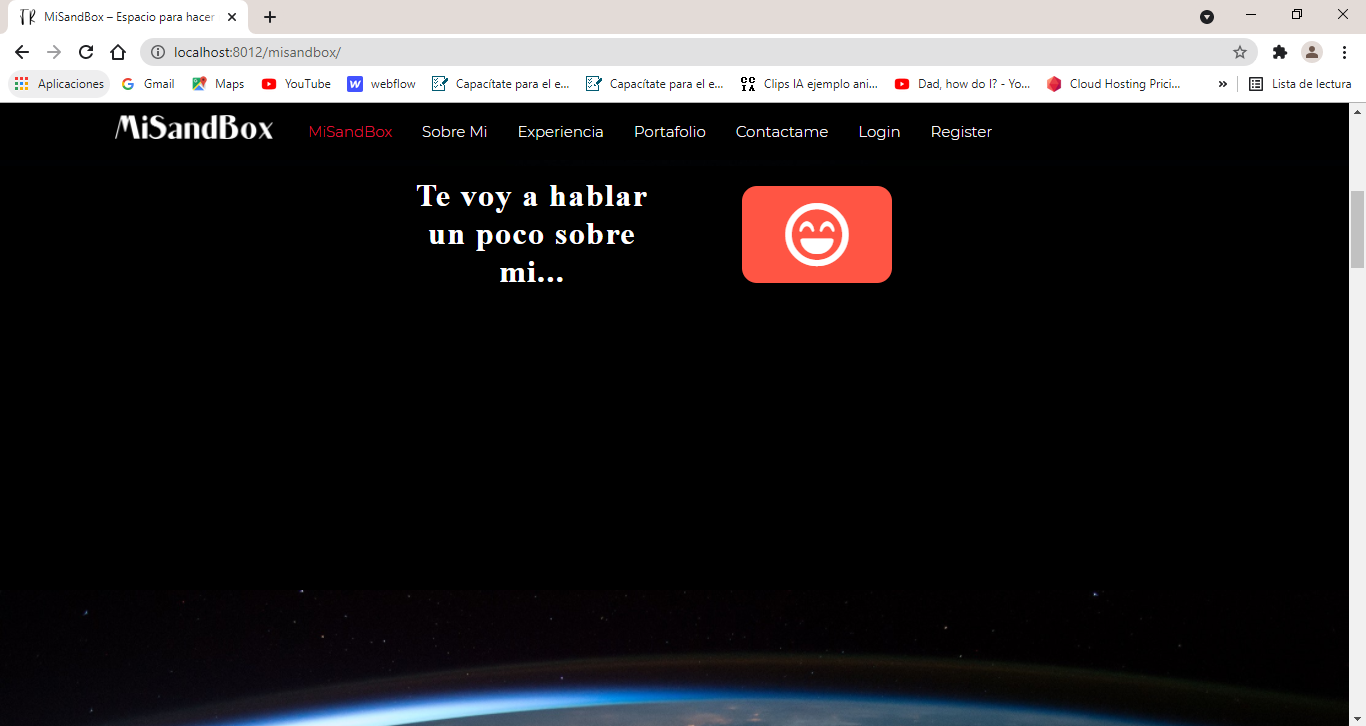 MiSandBox – Espacio para hacer
localhost:8012/misandbox/
Aplicaciones Gmail Maps YouTube webflow Capacítate para el e... Capacítate para el e... CC IA Clips IA ejemplo ani... Dad, how do I? - Yo... Cloud Hosting Prici... » Lista de lectura
MiSandBox MiSandBox Sobre Mi Experiencia Portafolio Contactame Login Register
Te voy a hablar
un poco sobre
mi...